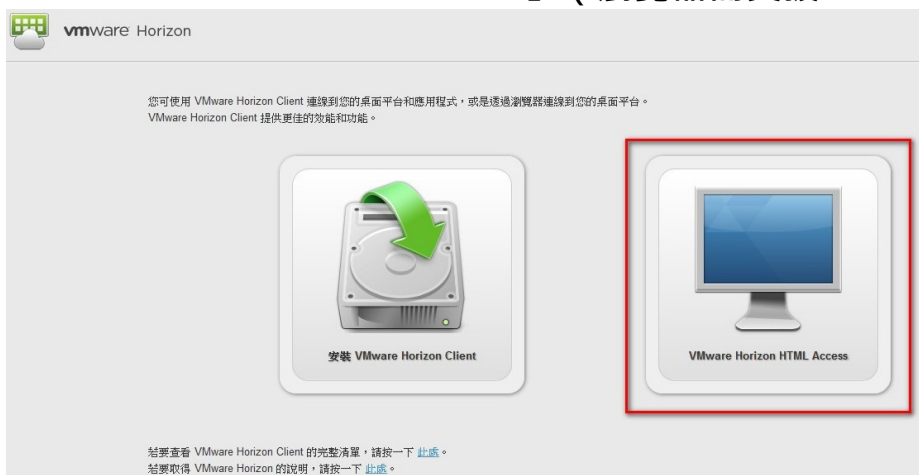 vmware Horizon
您可使用 VMware Horizon Client 連線到您的桌面平台和應用程式，或是透過瀏覽器連線到您的桌面平台。
VMware Horizon Client 提供更佳的效能和功能。
安裝 VMware Horizon Client
VMware Horizon HTML Access
若要查看 VMware Horizon Client 的完整清單，請按一下 此處。
若要取得 VMware Horizon 的說明，請按一下 此處。